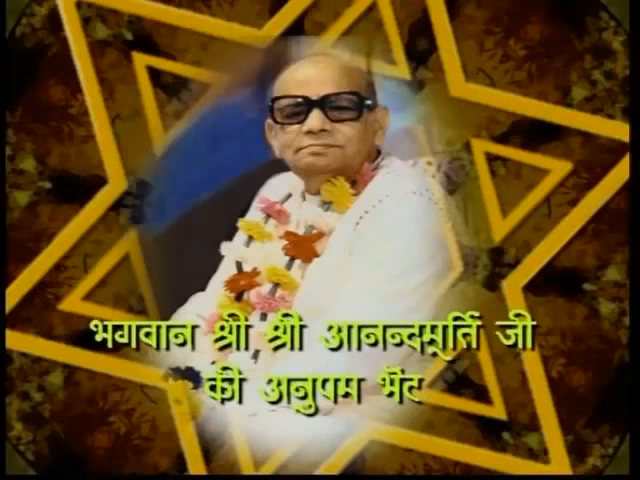 भगवान श्री श्री आनन्दमूर्ति जी
की अनुपम भेंट